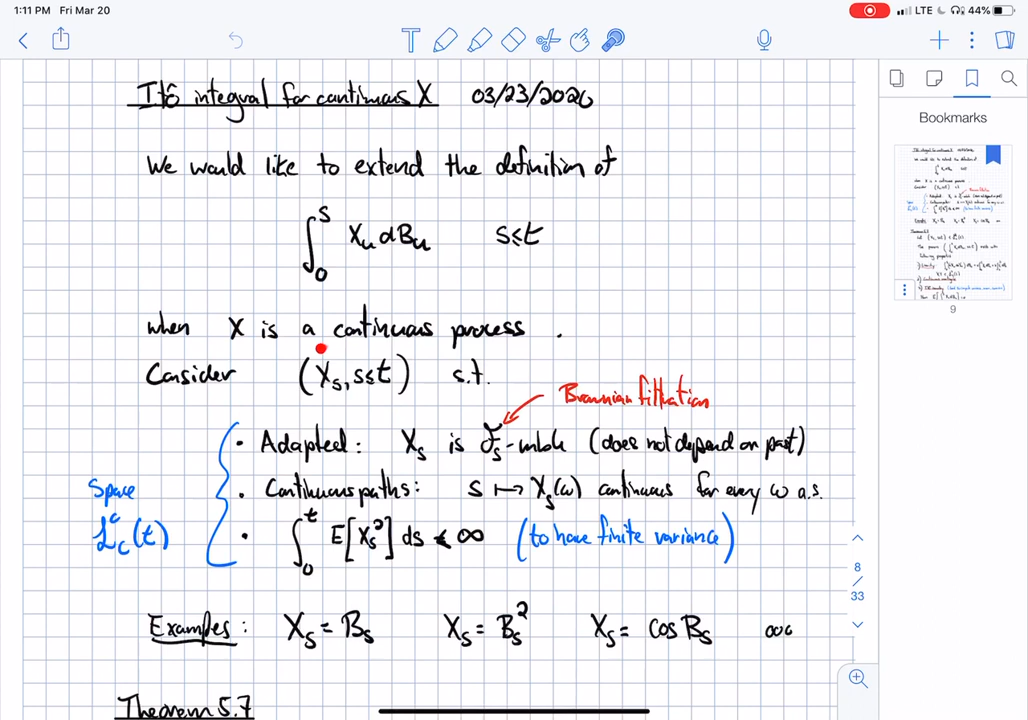 1:11 PM Fri Mar 20
LTE 44%
Itô integral for continuous X 03/23/2020
We would like to extend the definition of
∫₀ˢ Xᵤ dBᵤ s≤t
when X is a continuous process .
Consider (Xₛ, s≤t) s.t.
Brownian filtration
• Adapted: Xₛ is ℱₛ-mble (does not depend on past)
• Continuous paths: s ↦ Xₛ(ω) continuous for every ω a.s.
Space
ℒ꜀ᶜ(t)
• ∫₀ᵗ E[Xₛ²] ds < ∞ (to have finite variance)
Examples: Xₛ = Bₛ Xₛ = Bₛ² Xₛ = cos Bₛ ...
Theorem 5.7
Bookmarks
9
8
/
33